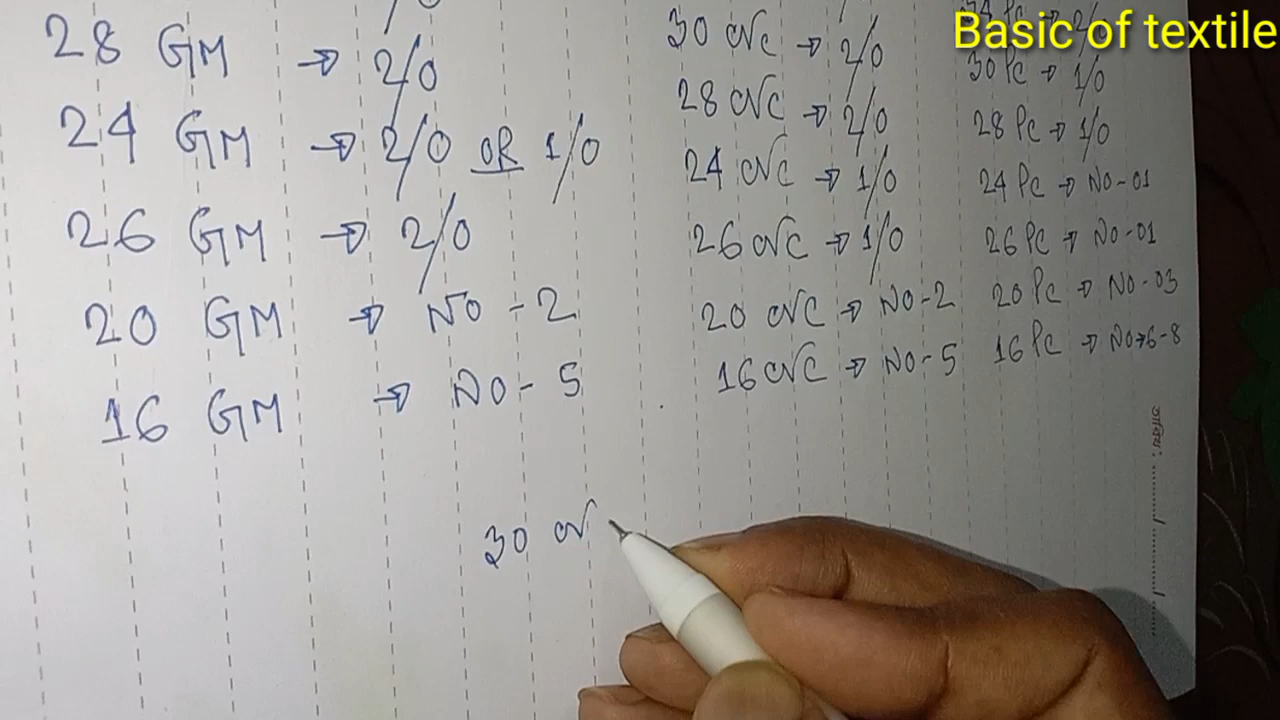 Basic of textile
28 GM → 2/0
24 GM → 2/0 OR 1/0
26 GM → 2/0
20 GM → NO-2
16 GM → NO-5
30 CVC → 2/0
28 CVC → 2/0
24 CVC → 1/0
26 CVC → 1/0
20 CVC → NO-2
16 CVC → NO-5
34 PC → 2/
30 PC → 1/0
28 PC → 1/0
24 PC → NO-01
26 PC → NO-01
20 PC → NO-03
16 PC → NO→6-8
30 CV